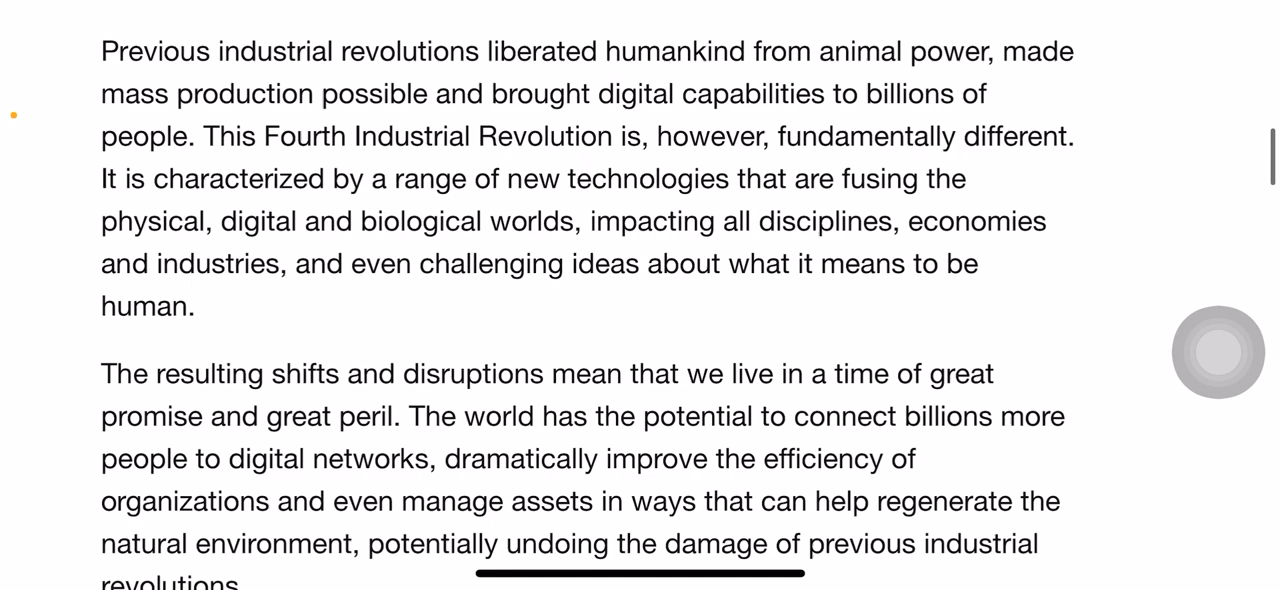 Previous industrial revolutions liberated humankind from animal power, made
mass production possible and brought digital capabilities to billions of
people. This Fourth Industrial Revolution is, however, fundamentally different.
It is characterized by a range of new technologies that are fusing the
physical, digital and biological worlds, impacting all disciplines, economies
and industries, and even challenging ideas about what it means to be
human.
The resulting shifts and disruptions mean that we live in a time of great
promise and great peril. The world has the potential to connect billions more
people to digital networks, dramatically improve the efficiency of
organizations and even manage assets in ways that can help regenerate the
natural environment, potentially undoing the damage of previous industrial
revolutions.